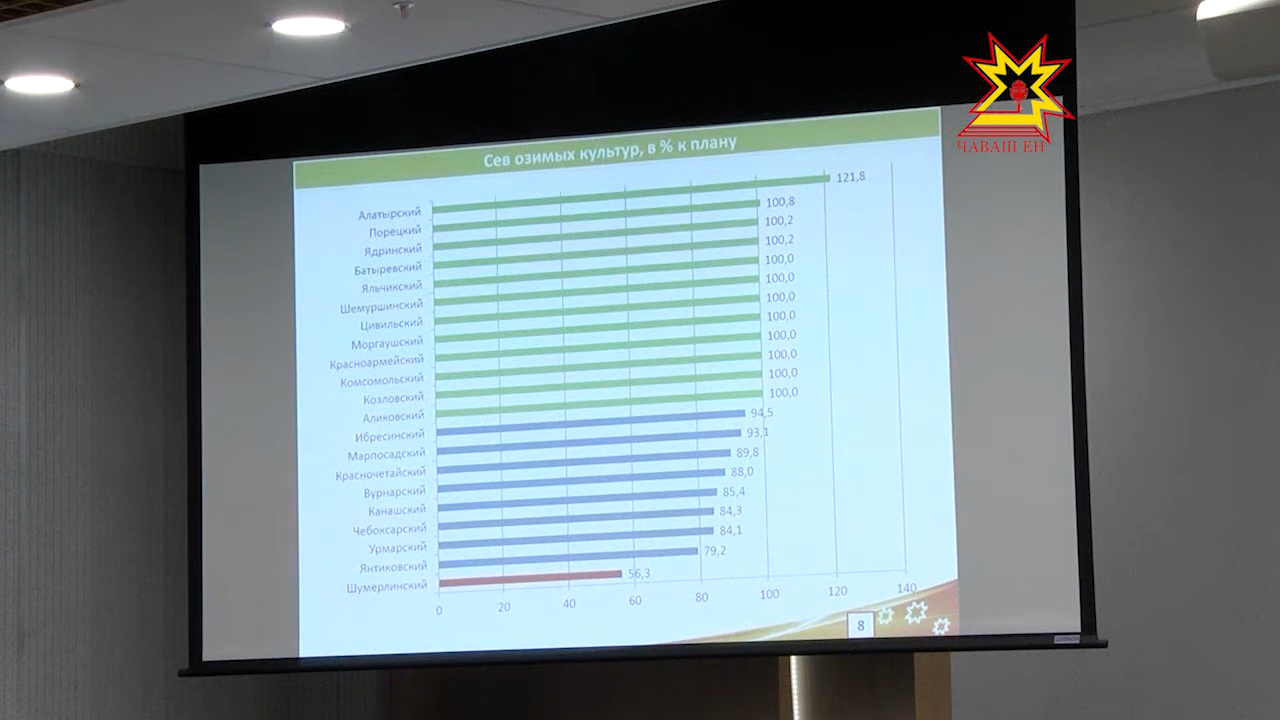 ЧАВАШ ЕН
Сев озимых культур, в % к плану
Алатырский 121,8
Порецкий 100,8
Ядринский 100,2
Батыревский 100,2
Яльчикский 100,0
Шемуршинский 100,0
Цивильский 100,0
Моргаушский 100,0
Красноармейский 100,0
Комсомольский 100,0
Козловский 100,0
Аликовский 100,0
Ибресинский 94,5
Марпосадский 93,1
Красночетайский 89,8
Вурнарский 88,0
Канашский 85,4
Чебоксарский 84,3
Урмарский 84,1
Янтиковский 79,2
Шумерлинский 56,3
0 20 40 60 80 100 120 140
8